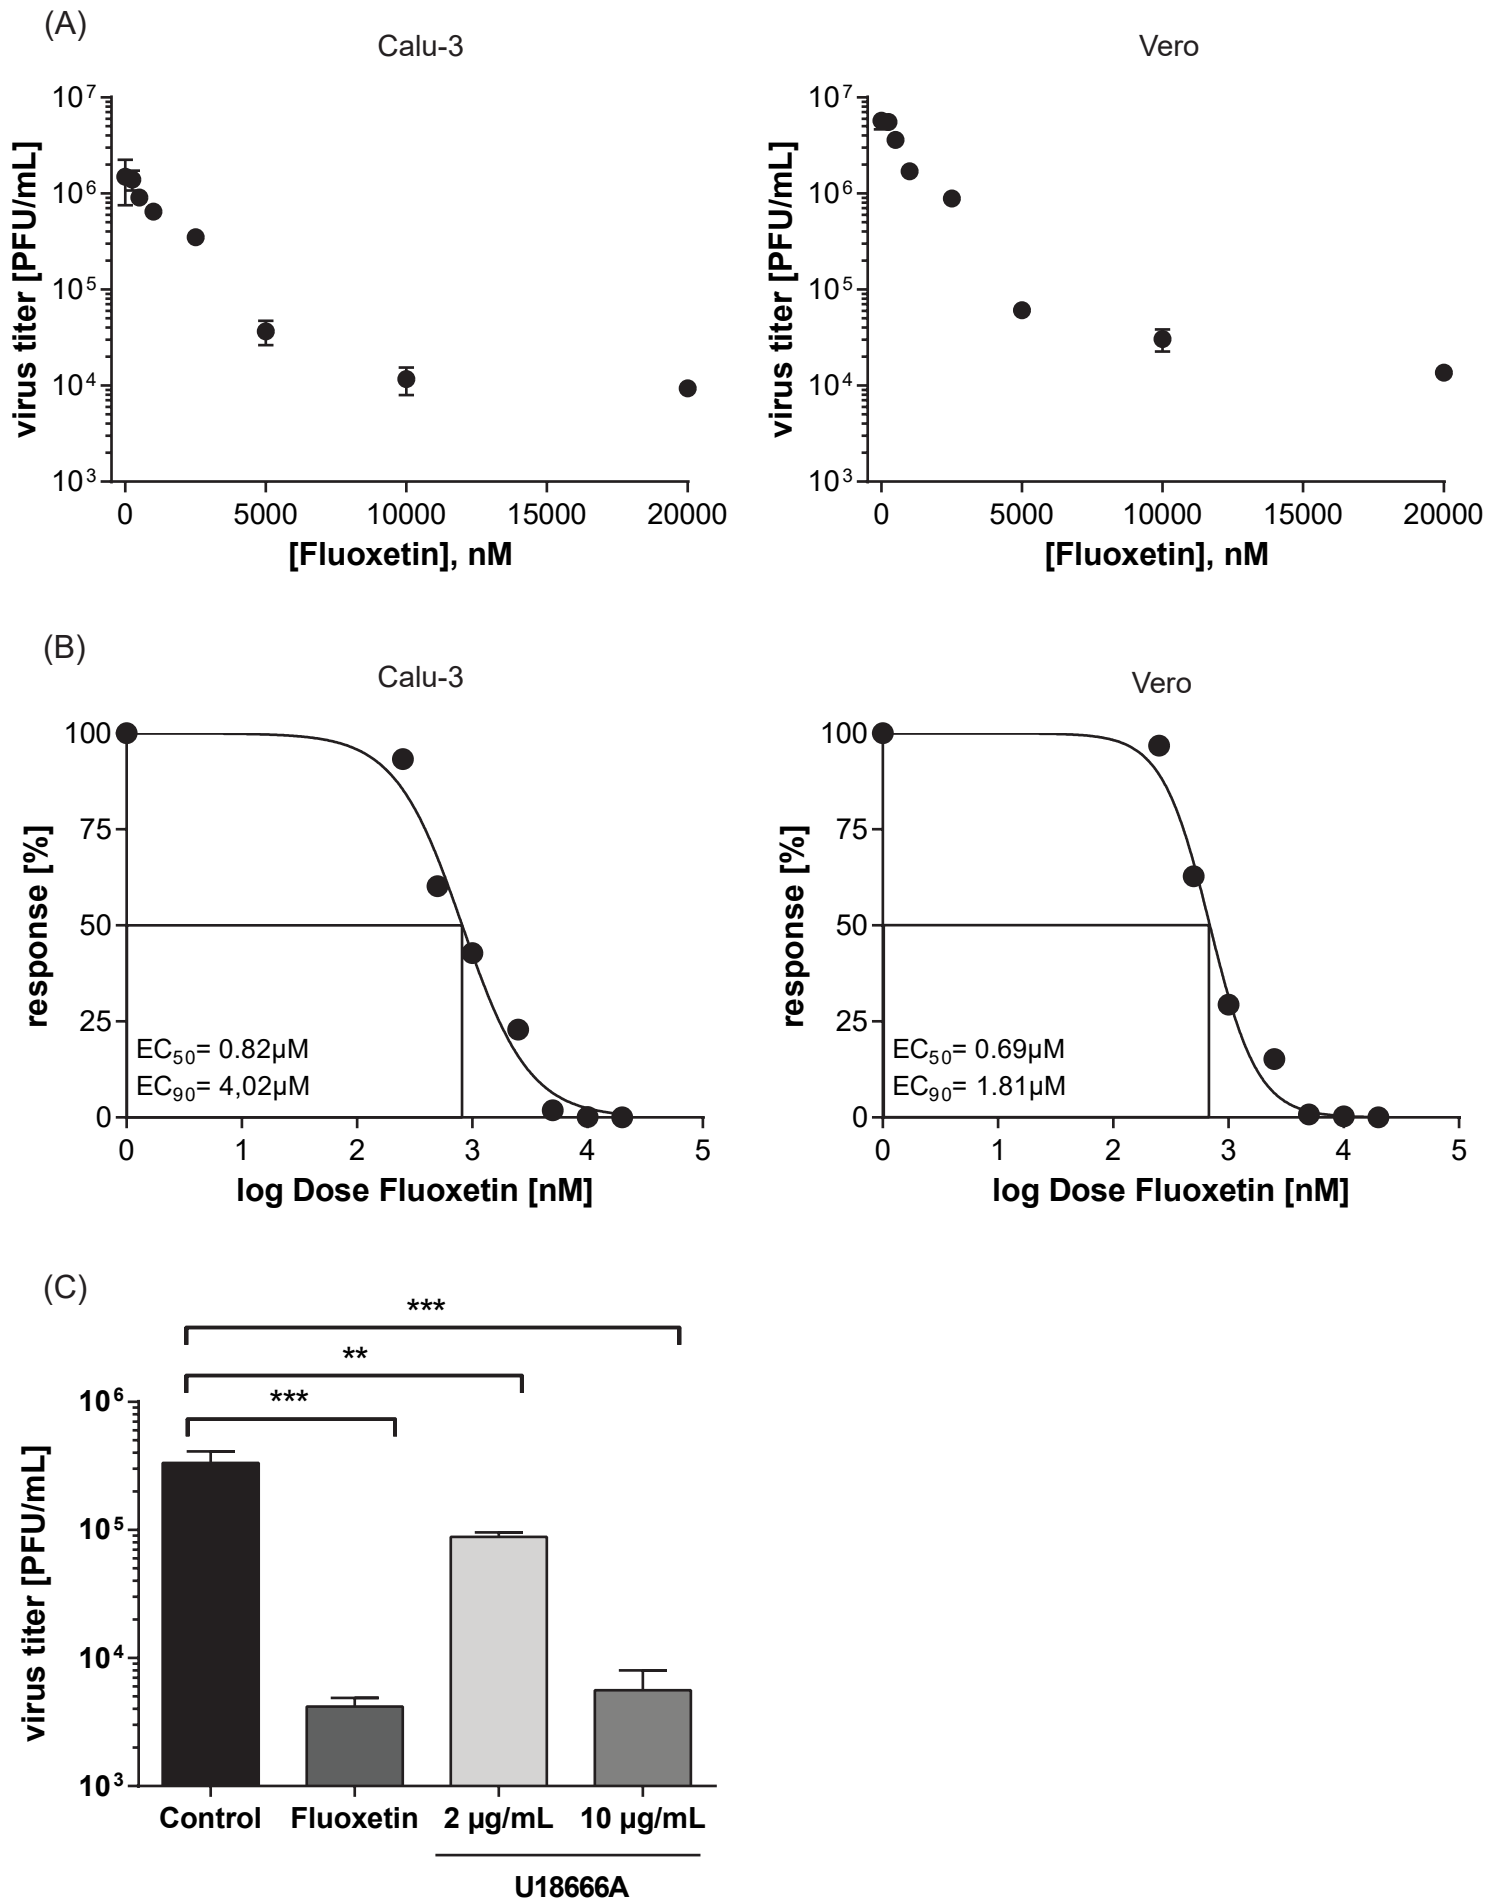 (A)
Calu-3
Vero
10⁷
10⁶
10⁵
10⁴
10³
virus titer [PFU/mL]
0 5000 10000 15000 20000
[Fluoxetin], nM
10⁷
10⁶
10⁵
10⁴
10³
virus titer [PFU/mL]
0 5000 10000 15000 20000
[Fluoxetin], nM
(B)
Calu-3
100
75
50
25
0
response [%]
EC₅₀= 0.82µM
EC₉₀= 4,02µM
0 1 2 3 4 5
log Dose Fluoxetin [nM]
Vero
100
75
50
25
0
response [%]
EC₅₀= 0.69µM
EC₉₀= 1.81µM
0 1 2 3 4 5
log Dose Fluoxetin [nM]
(C)
***
**
***
10⁶
10⁵
10⁴
10³
virus titer [PFU/mL]
Control Fluoxetin 2 µg/mL 10 µg/mL
U18666A